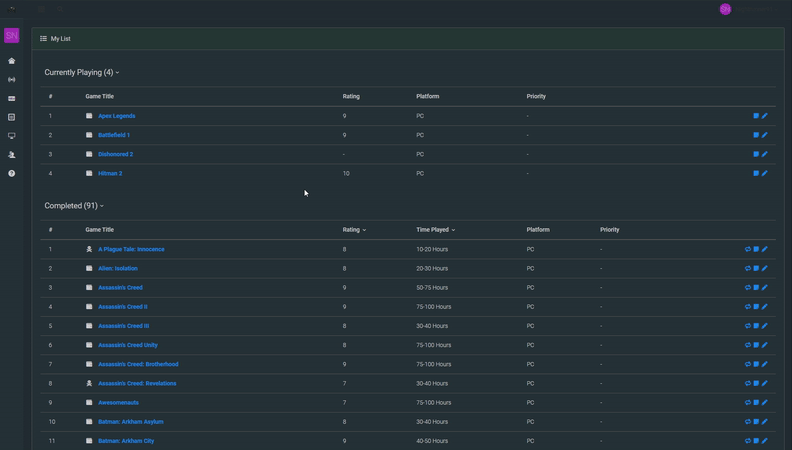 SN
SN
My List
Currently Playing (4)
# Game Title Rating Platform Priority
1 Apex Legends 9 PC -
2 Battlefield 1 9 PC -
3 Dishonored 2 - PC -
4 Hitman 2 10 PC -
Completed (91)
# Game Title Rating Time Played Platform Priority
1 A Plague Tale: Innocence 8 10-20 Hours PC -
2 Alien: Isolation 8 20-30 Hours PC -
3 Assassin's Creed 9 50-75 Hours PC -
4 Assassin's Creed II 9 75-100 Hours PC -
5 Assassin's Creed III 8 30-40 Hours PC -
6 Assassin's Creed Unity 8 75-100 Hours PC -
7 Assassin's Creed: Brotherhood 9 75-100 Hours PC -
8 Assassin's Creed: Revelations 7 30-40 Hours PC -
9 Awesomenauts 7 75-100 Hours PC -
10 Batman: Arkham Asylum 8 30-40 Hours PC -
11 Batman: Arkham City 9 40-50 Hours PC -